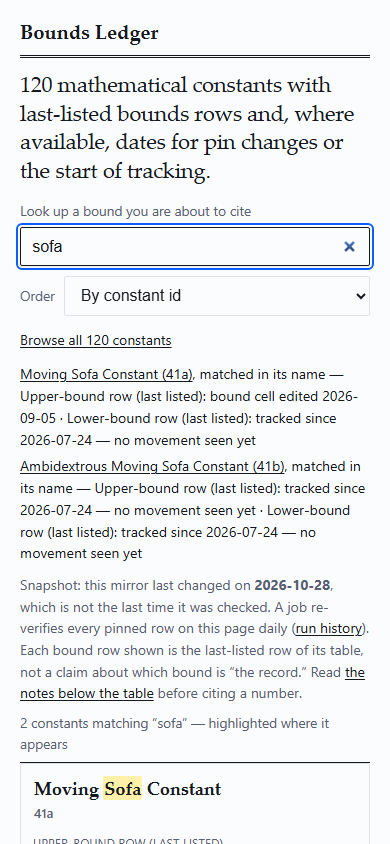 Bounds Ledger
120 mathematical constants with
last-listed bounds rows and, where
available, dates for pin changes or
the start of tracking.
Look up a bound you are about to cite
sofa
Order
By constant id
Browse all 120 constants
Moving Sofa Constant (41a), matched in its name —
Upper-bound row (last listed): bound cell edited 2026-
09-05 · Lower-bound row (last listed): tracked since
2026-07-24 — no movement seen yet
Ambidextrous Moving Sofa Constant (41b), matched in
its name — Upper-bound row (last listed): tracked since
2026-07-24 — no movement seen yet · Lower-bound
row (last listed): tracked since 2026-07-24 — no
movement seen yet
Snapshot: this mirror last changed on 2026-10-28,
which is not the last time it was checked. A job re-
verifies every pinned row on this page daily (run history).
Each bound row shown is the last-listed row of its table,
not a claim about which bound is “the record.” Read the
notes below the table before citing a number.
2 constants matching “sofa” — highlighted where it
appears
Moving Sofa Constant
41a
UPPER-BOUND ROW (LAST LISTED)